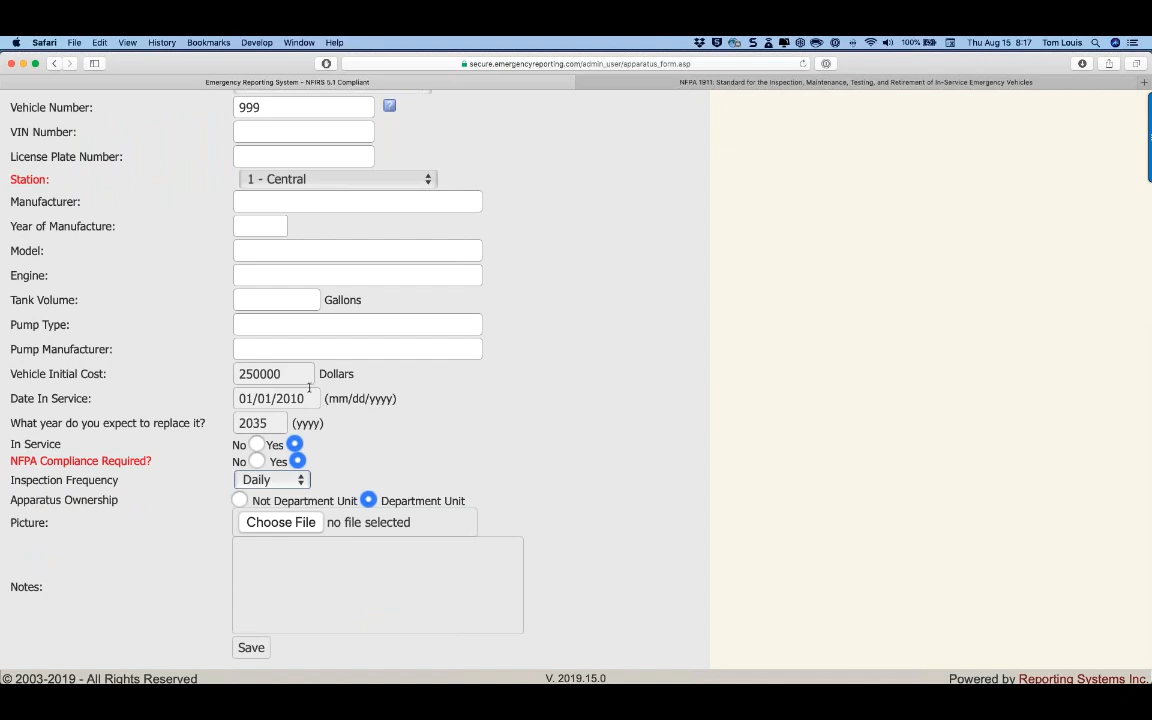 Safari File Edit View History Bookmarks Develop Window Help 100% Thu Aug 15 8:17 Tom Louis
secure.emergencyreporting.com/admin_user/apparatus_form.asp
Emergency Reporting System - NFIRS 5.1 Compliant NFPA 1911: Standard for the Inspection, Maintenance, Testing, and Retirement of In-Service Emergency Vehicles
Vehicle Number: 999 ?
VIN Number:
License Plate Number:
Station: 1 - Central
Manufacturer:
Year of Manufacture:
Model:
Engine:
Tank Volume: Gallons
Pump Type:
Pump Manufacturer:
Vehicle Initial Cost: 250000 Dollars
Date In Service: 01/01/2010 (mm/dd/yyyy)
What year do you expect to replace it? 2035 (yyyy)
In Service No Yes
NFPA Compliance Required? No Yes
Inspection Frequency Daily
Apparatus Ownership Not Department Unit Department Unit
Picture: Choose File no file selected
Notes:
Save
© 2003-2019 - All Rights Reserved V. 2019.15.0 Powered by Reporting Systems Inc.